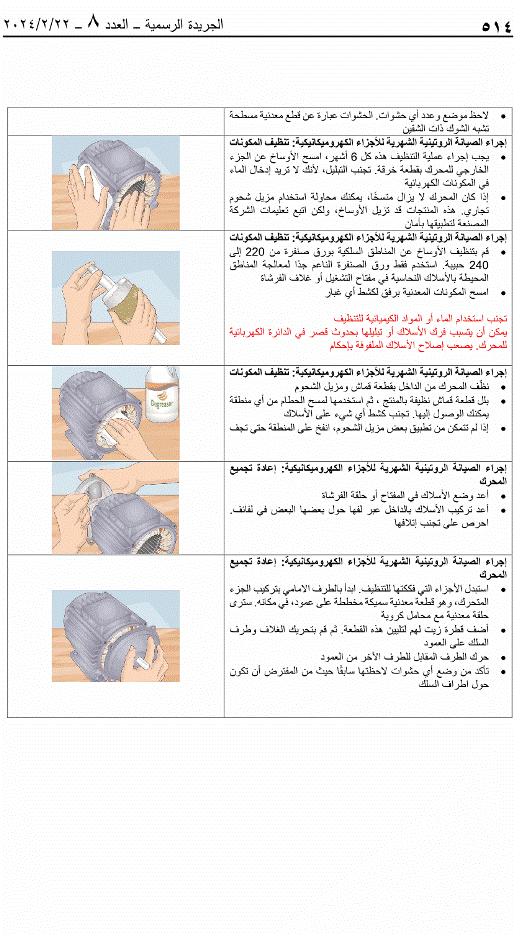 ٥١٤ الجريدة الرسمية – العدد ٨ – ٢٠٢٤/٢/٢٢
• لاحظ موضع وعدد أي حشوات. الحشوات عبارة عن قطع معدنية مسطحة
تشبه الشوك ذات الشقين
إجراء الصيانة الروتينية الشهرية للأجزاء الكهروميكانيكية: تنظيف المكونات
• يجب إجراء عملية التنظيف هذه كل 6 أشهر، امسح الأوساخ عن الجزء
الخارجي للمحرك بقطعة خرقة. تجنب التبليل، لأنك لا تريد إدخال الماء
في المكونات الكهربائية
• إذا كان المحرك لا يزال متسخًا، يمكنك محاولة استخدام مزيل شحوم
تجاري. هذه المنتجات قد تزيل الأوساخ، ولكن اتبع تعليمات الشركة
المصنعة لتطبيقها بأمان
إجراء الصيانة الروتينية الشهرية للأجزاء الكهروميكانيكية: تنظيف المكونات
• قم بتنظيف الأوساخ عن المناطق السلكية بورق صنفرة من 220 إلى
240 حبيبة. استخدم فقط ورق الصنفرة الناعم جدًا لمعالجة المناطق
المحيطة بالأسلاك النحاسية في مفتاح التشغيل أو غلاف الفرشاة
• امسح المكونات المعدنية برفق لكشط أي غبار
تجنب استخدام الماء أو المواد الكيميائية للتنظيف
يمكن أن يتسبب فرك الأسلاك أو تبليلها بحدوث قصر في الدائرة الكهربائية
للمحرك. يصعب إصلاح الأسلاك الملفوفة بإحكام
إجراء الصيانة الروتينية الشهرية للأجزاء الكهروميكانيكية: تنظيف المكونات
• نظف المحرك من الداخل بقطعة قماش ومزيل الشحوم
• بلل قطعة قماش نظيفة بالمنتج ، ثم استخدمها لمسح الحطام من أي منطقة
يمكنك الوصول إليها. تجنب كشط أي شيء على الأسلاك
• إذا لم تتمكن من تطبيق بعض مزيل الشحوم، انفخ على المنطقة حتى تجف
Degreaser
إجراء الصيانة الروتينية الشهرية للأجزاء الكهروميكانيكية: إعادة تجميع
المحرك
• أعد وضع الأسلاك في المفتاح أو حلقة الفرشاة
• أعد تركيب الأسلاك بالداخل عبر لفها حول بعضها البعض في لفائف.
احرص على تجنب إتلافها
إجراء الصيانة الروتينية الشهرية للأجزاء الكهروميكانيكية: إعادة تجميع
المحرك
• استبدل الأجزاء التي فككتها للتنظيف. ابدأ بالطرف الامامي بتركيب الجزء
المتحرك، وهو قطعة معدنية سميكة مخططة على عمود، في مكانه. سترى
حلقة معدنية مع محامل كروية
• أضف قطرة زيت لهم لتليين هذه القطعة. ثم قم بتحريك الغلاف وطرف
السلك على العمود
• حرك الطرف المقابل للطرف الآخر من العمود
• تأكد من وضع أي حشوات لاحظتها سابقًا حيث من المفترض أن تكون
حول اطراف السلك